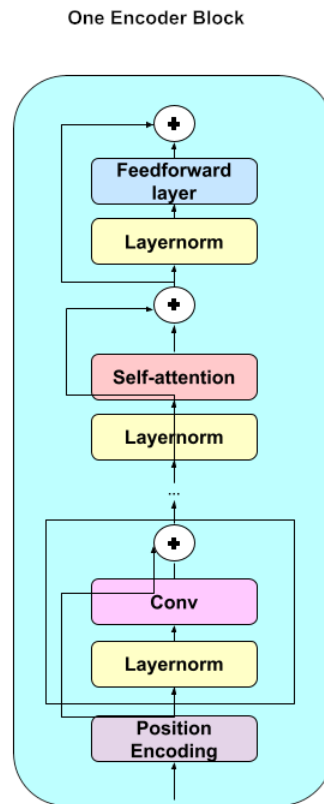 One Encoder Block
+
Feedforward
layer
Layernorm
+
Self-attention
Layernorm
...
+
Conv
Layernorm
Position
Encoding